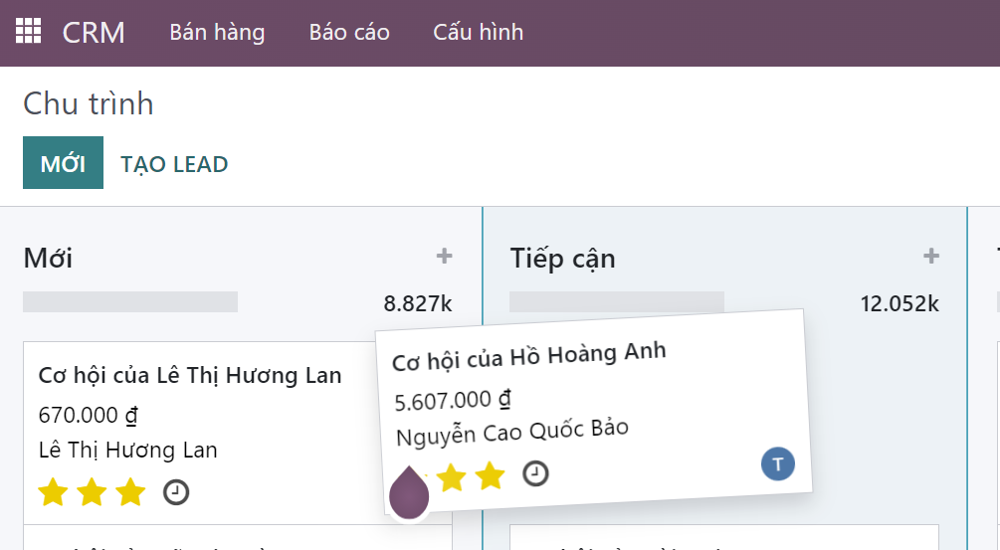 CRM Bán hàng Báo cáo Cấu hình
Chu trình
MỚI TẠO LEAD
Mới
8.827k
Cơ hội của Lê Thị Hương Lan
670.000 ₫
Lê Thị Hương Lan
Tiếp cận
12.052k
Cơ hội của Hồ Hoàng Anh
5.607.000 ₫
Nguyễn Cao Quốc Bảo
T